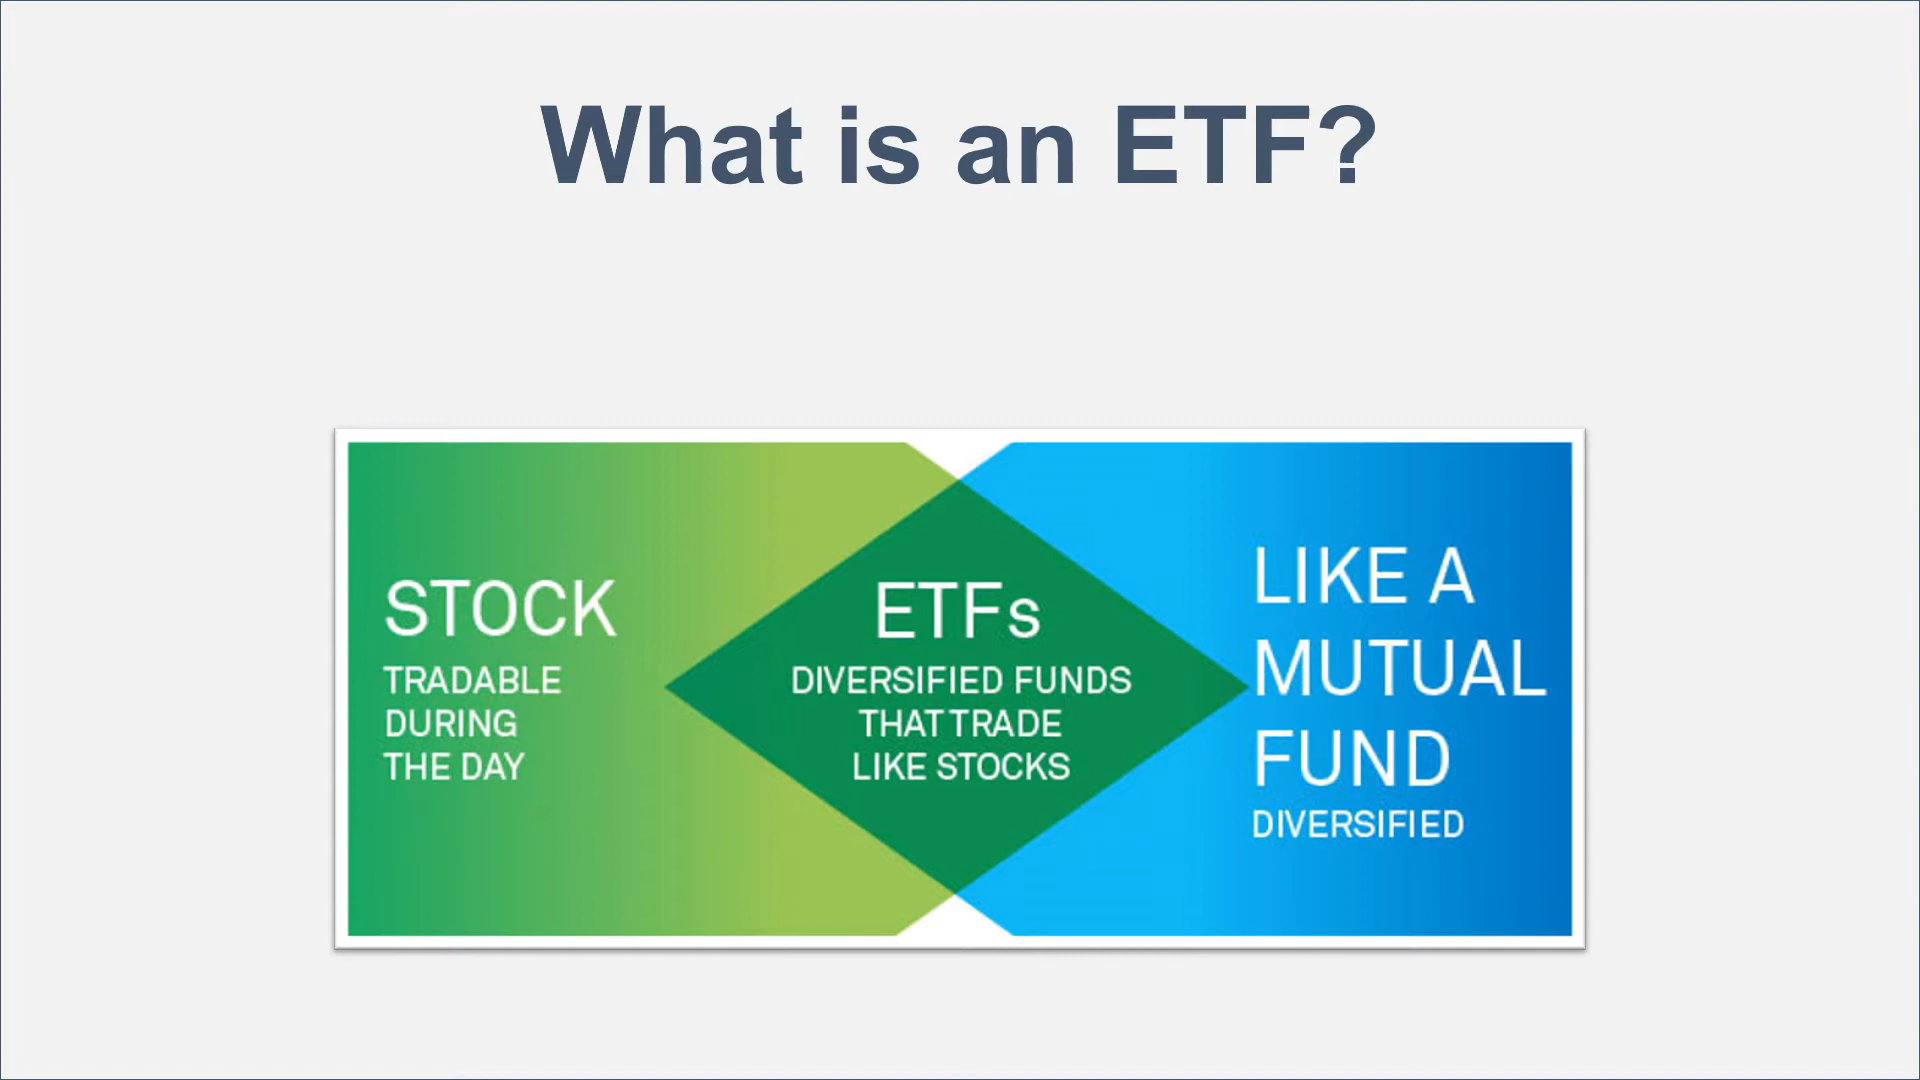 What is an ETF?
STOCK
TRADABLE
DURING
THE DAY
ETFs
DIVERSIFIED FUNDS
THAT TRADE
LIKE STOCKS
LIKE A
MUTUAL
FUND
DIVERSIFIED